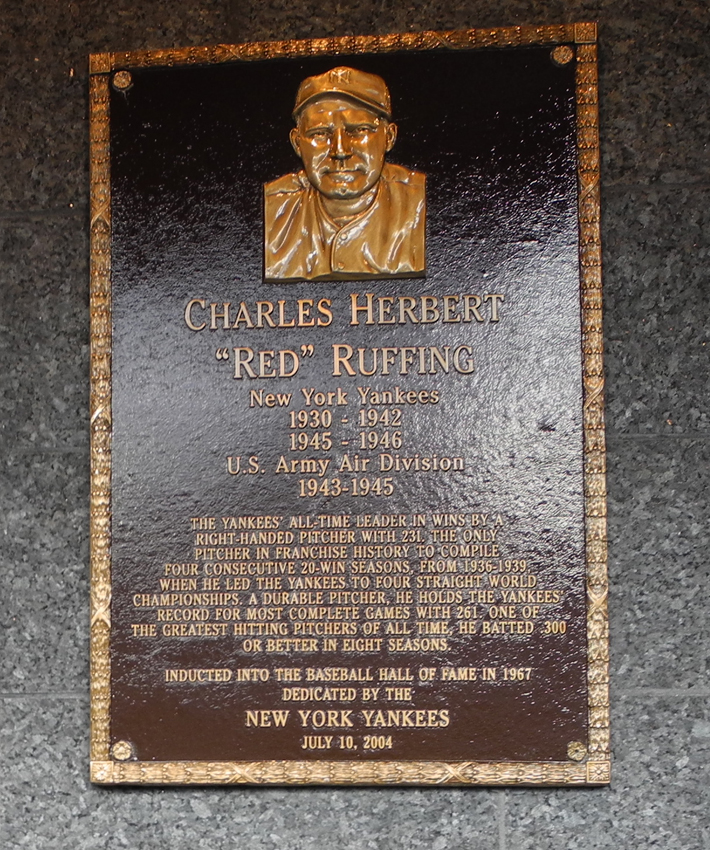 CHARLES HERBERT
"RED" RUFFING
New York Yankees
1930 - 1942
1945 - 1946
U.S. Army Air Division
1943-1945
THE YANKEES' ALL-TIME LEADER IN WINS BY A
RIGHT-HANDED PITCHER WITH 231. THE ONLY
PITCHER IN FRANCHISE HISTORY TO COMPILE
FOUR CONSECUTIVE 20-WIN SEASONS, FROM 1936-1939,
WHEN HE LED THE YANKEES TO FOUR STRAIGHT WORLD
CHAMPIONSHIPS. A DURABLE PITCHER, HE HOLDS THE YANKEES'
RECORD FOR MOST COMPLETE GAMES WITH 261. ONE OF
THE GREATEST HITTING PITCHERS OF ALL TIME, HE BATTED .300
OR BETTER IN EIGHT SEASONS.
INDUCTED INTO THE BASEBALL HALL OF FAME IN 1967
DEDICATED BY THE
NEW YORK YANKEES
JULY 10, 2004